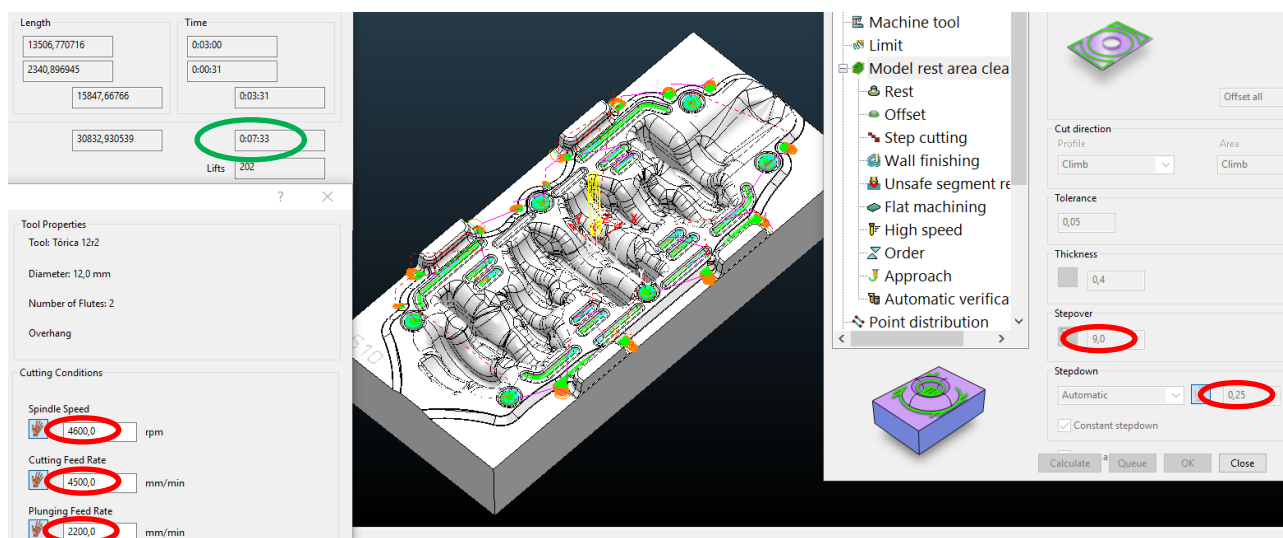 Length
Time
13506,770716
0:03:00
2340,896945
0:00:31
15847,66766
0:03:31
30832,930539
0:07:33
Lifts
202
?
Tool Properties
Tool: Tórica 12r2
Diameter: 12,0 mm
Number of Flutes: 2
Overhang
Cutting Conditions
Spindle Speed
4600,0
rpm
Cutting Feed Rate
4500,0
mm/min
Plunging Feed Rate
2200,0
mm/min
Machine tool
Limit
Model rest area clea
Rest
Offset
Step cutting
Wall finishing
Unsafe segment re
Flat machining
High speed
Order
Approach
Automatic verifica
Point distribution
Offset all
Cut direction
Profile
Area
Climb
Climb
Tolerance
0,05
Thickness
0,4
Stepover
9,0
Stepdown
Automatic
0,25
Constant stepdown
Calculate
Queue
OK
Close